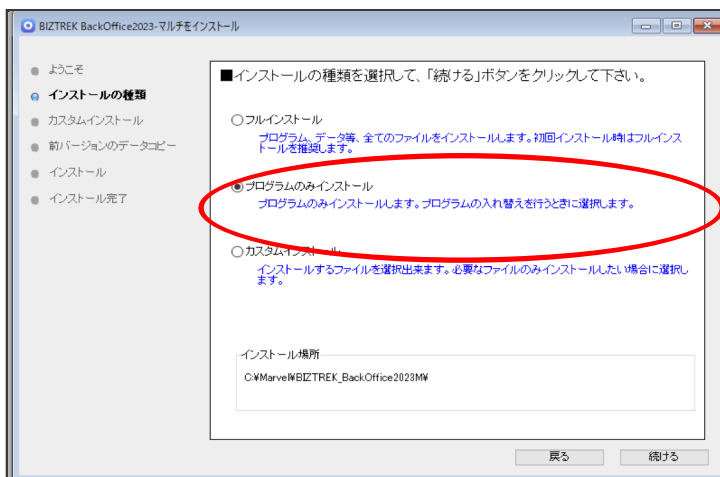 BIZTREK BackOffice2023-マルチをインストール
ようこそ
インストールの種類
カスタムインストール
前バージョンのデータコピー
インストール
インストール完了
■インストールの種類を選択して、「続ける」ボタンをクリックして下さい。
フルインストール
プログラム、データ等、全てのファイルをインストールします。初回インストール時はフルインス
トールを推奨します。
プログラムのみインストール
プログラムのみインストールします。プログラムの入れ替えを行うときに選択します。
カスタムインストール
インストールするファイルを選択出来ます。必要なファイルのみインストールしたい場合に選択し
ます。
インストール場所
C:¥Marvel¥BIZTREK_BackOffice2023M¥
戻る
続ける